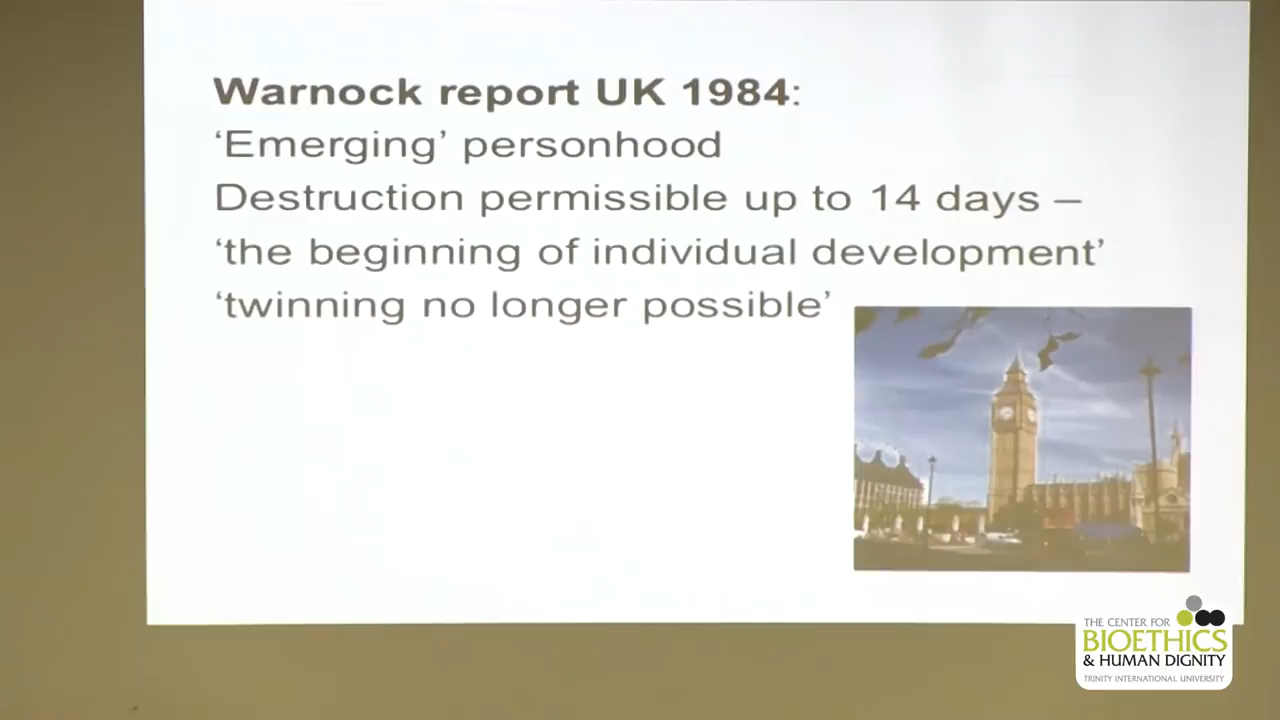 Warnock report UK 1984:
‘Emerging’ personhood
Destruction permissible up to 14 days –
‘the beginning of individual development’
‘twinning no longer possible’
THE CENTER FOR
BIOETHICS
& HUMAN DIGNITY
TRINITY INTERNATIONAL UNIVERSITY